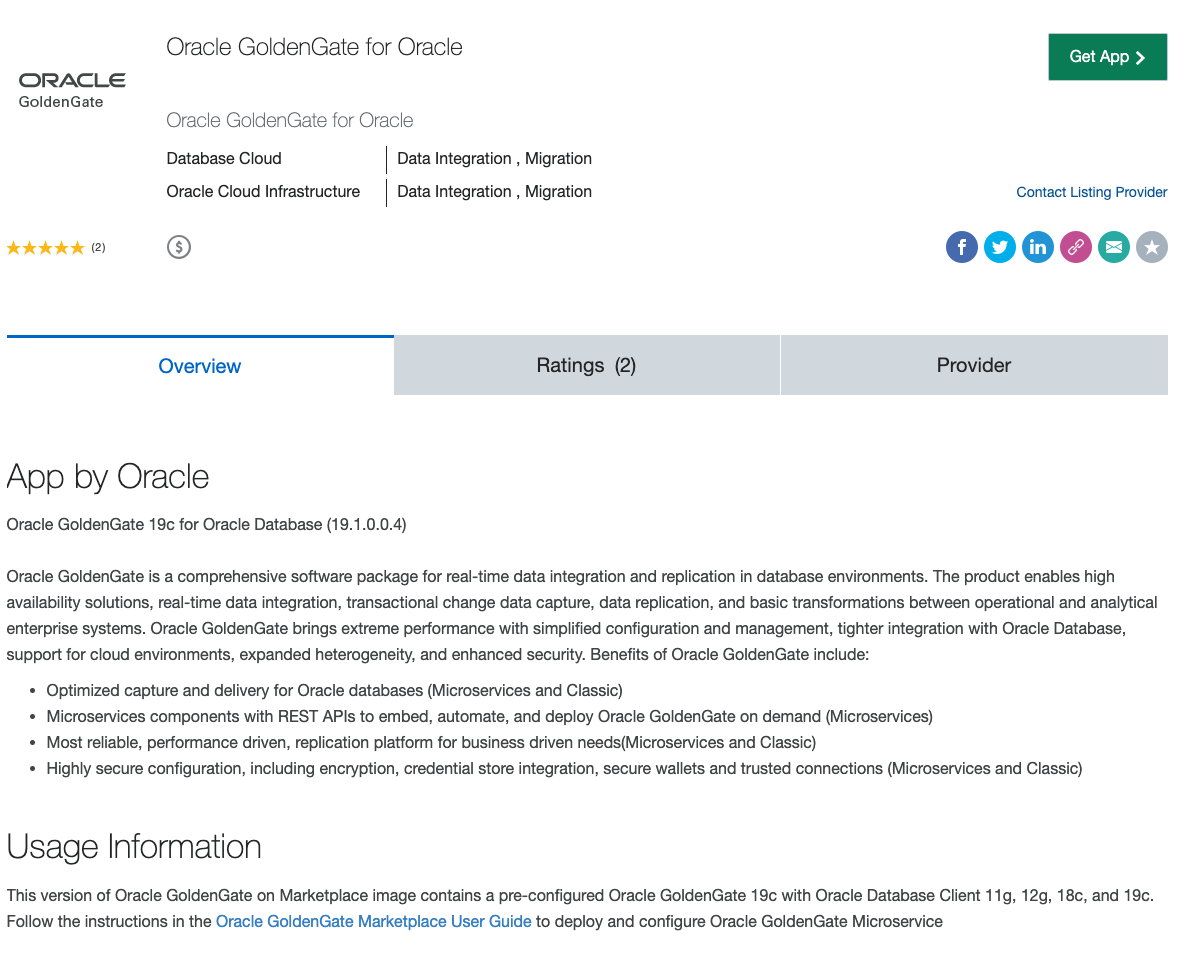 Oracle GoldenGate for Oracle
Get App
ORACLE
GoldenGate
Oracle GoldenGate for Oracle
Database Cloud
Data Integration , Migration
Oracle Cloud Infrastructure
Data Integration , Migration
Contact Listing Provider
(2)
$
Overview
Ratings (2)
Provider
App by Oracle
Oracle GoldenGate 19c for Oracle Database (19.1.0.0.4)
Oracle GoldenGate is a comprehensive software package for real-time data integration and replication in database environments. The product enables high
availability solutions, real-time data integration, transactional change data capture, data replication, and basic transformations between operational and analytical
enterprise systems. Oracle GoldenGate brings extreme performance with simplified configuration and management, tighter integration with Oracle Database,
support for cloud environments, expanded heterogeneity, and enhanced security. Benefits of Oracle GoldenGate include:
• Optimized capture and delivery for Oracle databases (Microservices and Classic)
• Microservices components with REST APIs to embed, automate, and deploy Oracle GoldenGate on demand (Microservices)
• Most reliable, performance driven, replication platform for business driven needs(Microservices and Classic)
• Highly secure configuration, including encryption, credential store integration, secure wallets and trusted connections (Microservices and Classic)
Usage Information
This version of Oracle GoldenGate on Marketplace image contains a pre-configured Oracle GoldenGate 19c with Oracle Database Client 11g, 12g, 18c, and 19c.
Follow the instructions in the Oracle GoldenGate Marketplace User Guide to deploy and configure Oracle GoldenGate Microservice